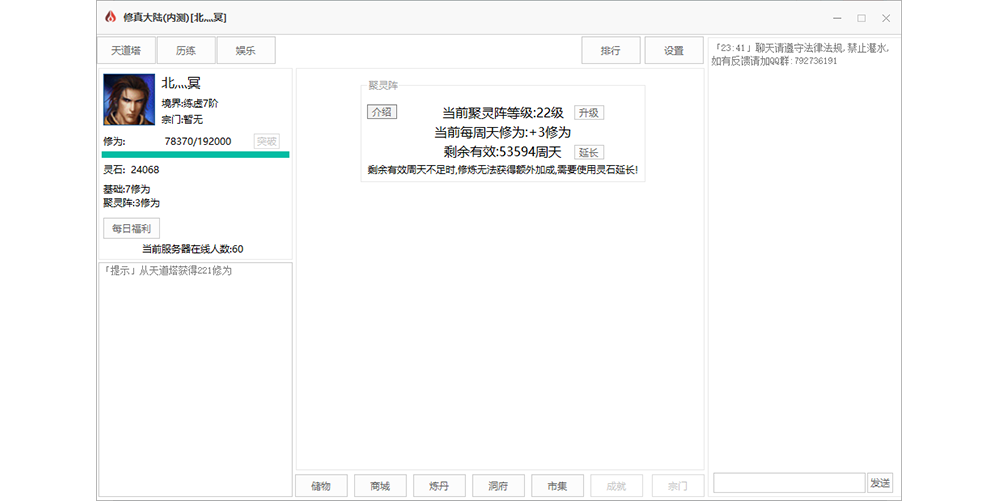 修真大陆(内测)[北灬冥]
天道塔
历练
娱乐
排行
设置
北灬冥
境界:练虚7阶
宗门:暂无
修为:
78370/192000
突破
灵石: 24068
基础:7修为
聚灵阵:3修为
每日福利
当前服务器在线人数:60
「提示」从天道塔获得221修为
聚灵阵
介绍
当前聚灵阵等级:22级
升级
当前每周天修为:+3修为
剩余有效:53594周天
延长
剩余有效周天不足时,修炼无法获得额外加成,需要使用灵石延长!
储物
商城
炼丹
洞府
市集
成就
宗门
「23:41」聊天请遵守法律法规,禁止灌水,
如有反馈请加QQ群:792736191
发送